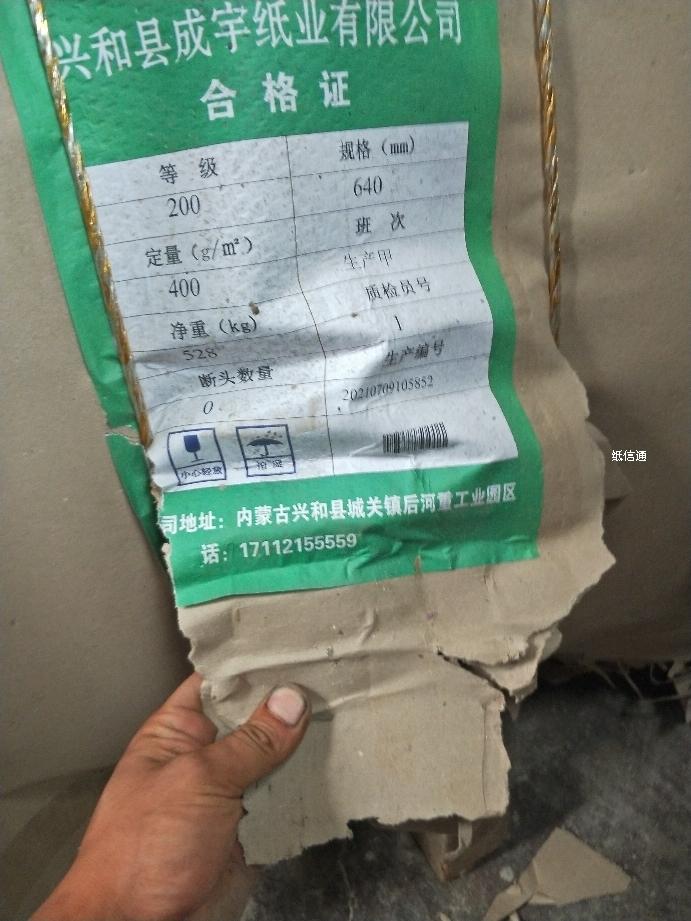 兴和县成宇纸业有限公司
合格证
等 级
规格（mm）
200
640
定量（g/m²）
班 次
400
生产甲
净重（kg）
质检员号
528
1
断头数量
生产编号
0
20210709105852
小心轻放
怕湿
司地址：内蒙古兴和县城关镇后河重工业园区
话：17112155559
纸信通